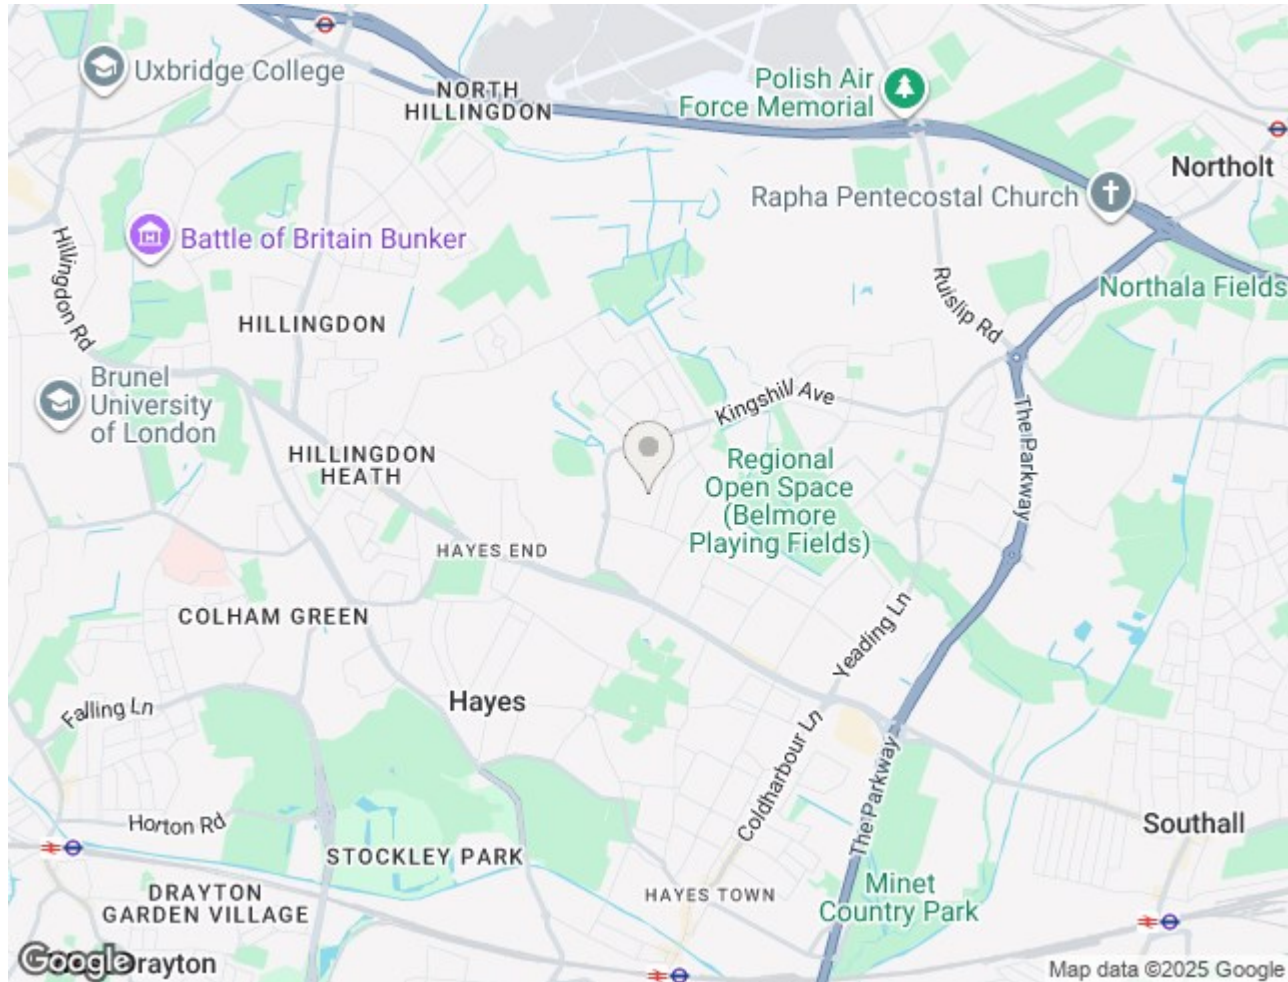 Uxbridge College
NORTH
HILLINGDON
Polish Air
Force Memorial
Northolt
Rapha Pentecostal Church
Battle of Britain Bunker
Hillingdon Rd
Ruislip Rd
Northala Fields
HILLINGDON
Brunel
University
of London
Kingshill Ave
The Parkway
HILLINGDON
HEATH
Regional
Open Space
(Belmore
Playing Fields)
HAYES END
COLHAM GREEN
Yeading Ln
Falling Ln
Hayes
Coldharbour Ln
The Parkway
Horton Rd
Southall
STOCKLEY PARK
DRAYTON
GARDEN VILLAGE
HAYES TOWN
Minet
Country Park
Google
Drayton
Map data ©2025 Google